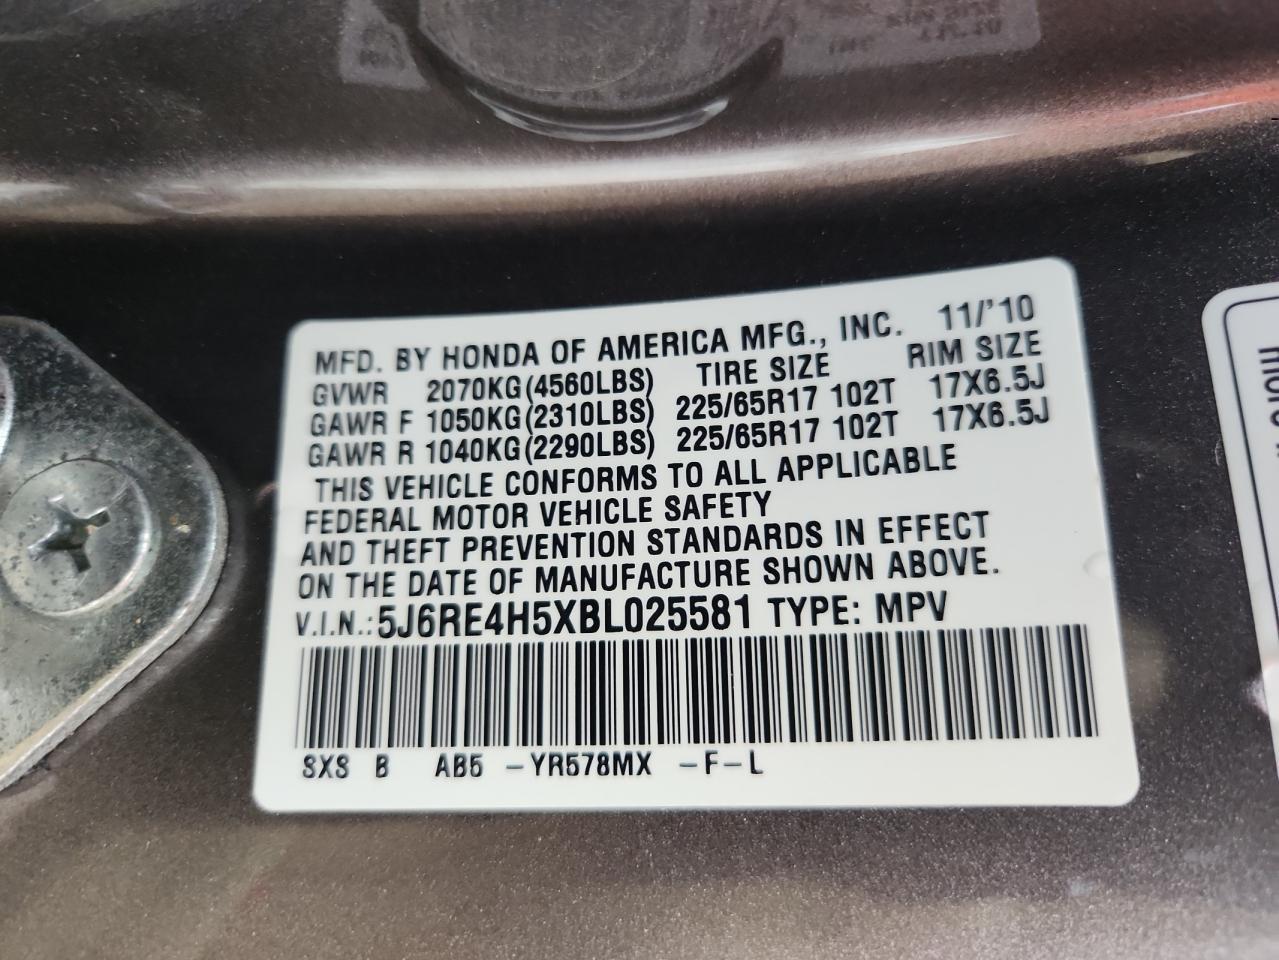 MFD. BY HONDA OF AMERICA MFG., INC. 11/'10
GVWR 2070KG(4560LBS) TIRE SIZE RIM SIZE
GAWR F 1050KG(2310LBS) 225/65R17 102T 17X6.5J
GAWR R 1040KG(2290LBS) 225/65R17 102T 17X6.5J
THIS VEHICLE CONFORMS TO ALL APPLICABLE
FEDERAL MOTOR VEHICLE SAFETY
AND THEFT PREVENTION STANDARDS IN EFFECT
ON THE DATE OF MANUFACTURE SHOWN ABOVE.
V.I.N.: 5J6RE4H5XBL025581 TYPE: MPV
SXS B AB5 -YR578MX -F-L